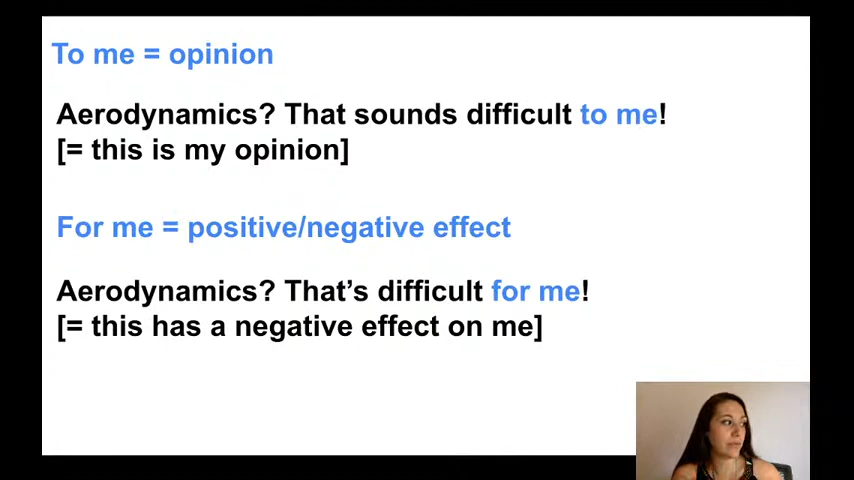 To me = opinion
Aerodynamics? That sounds difficult to me!
[= this is my opinion]
For me = positive/negative effect
Aerodynamics? That’s difficult for me!
[= this has a negative effect on me]